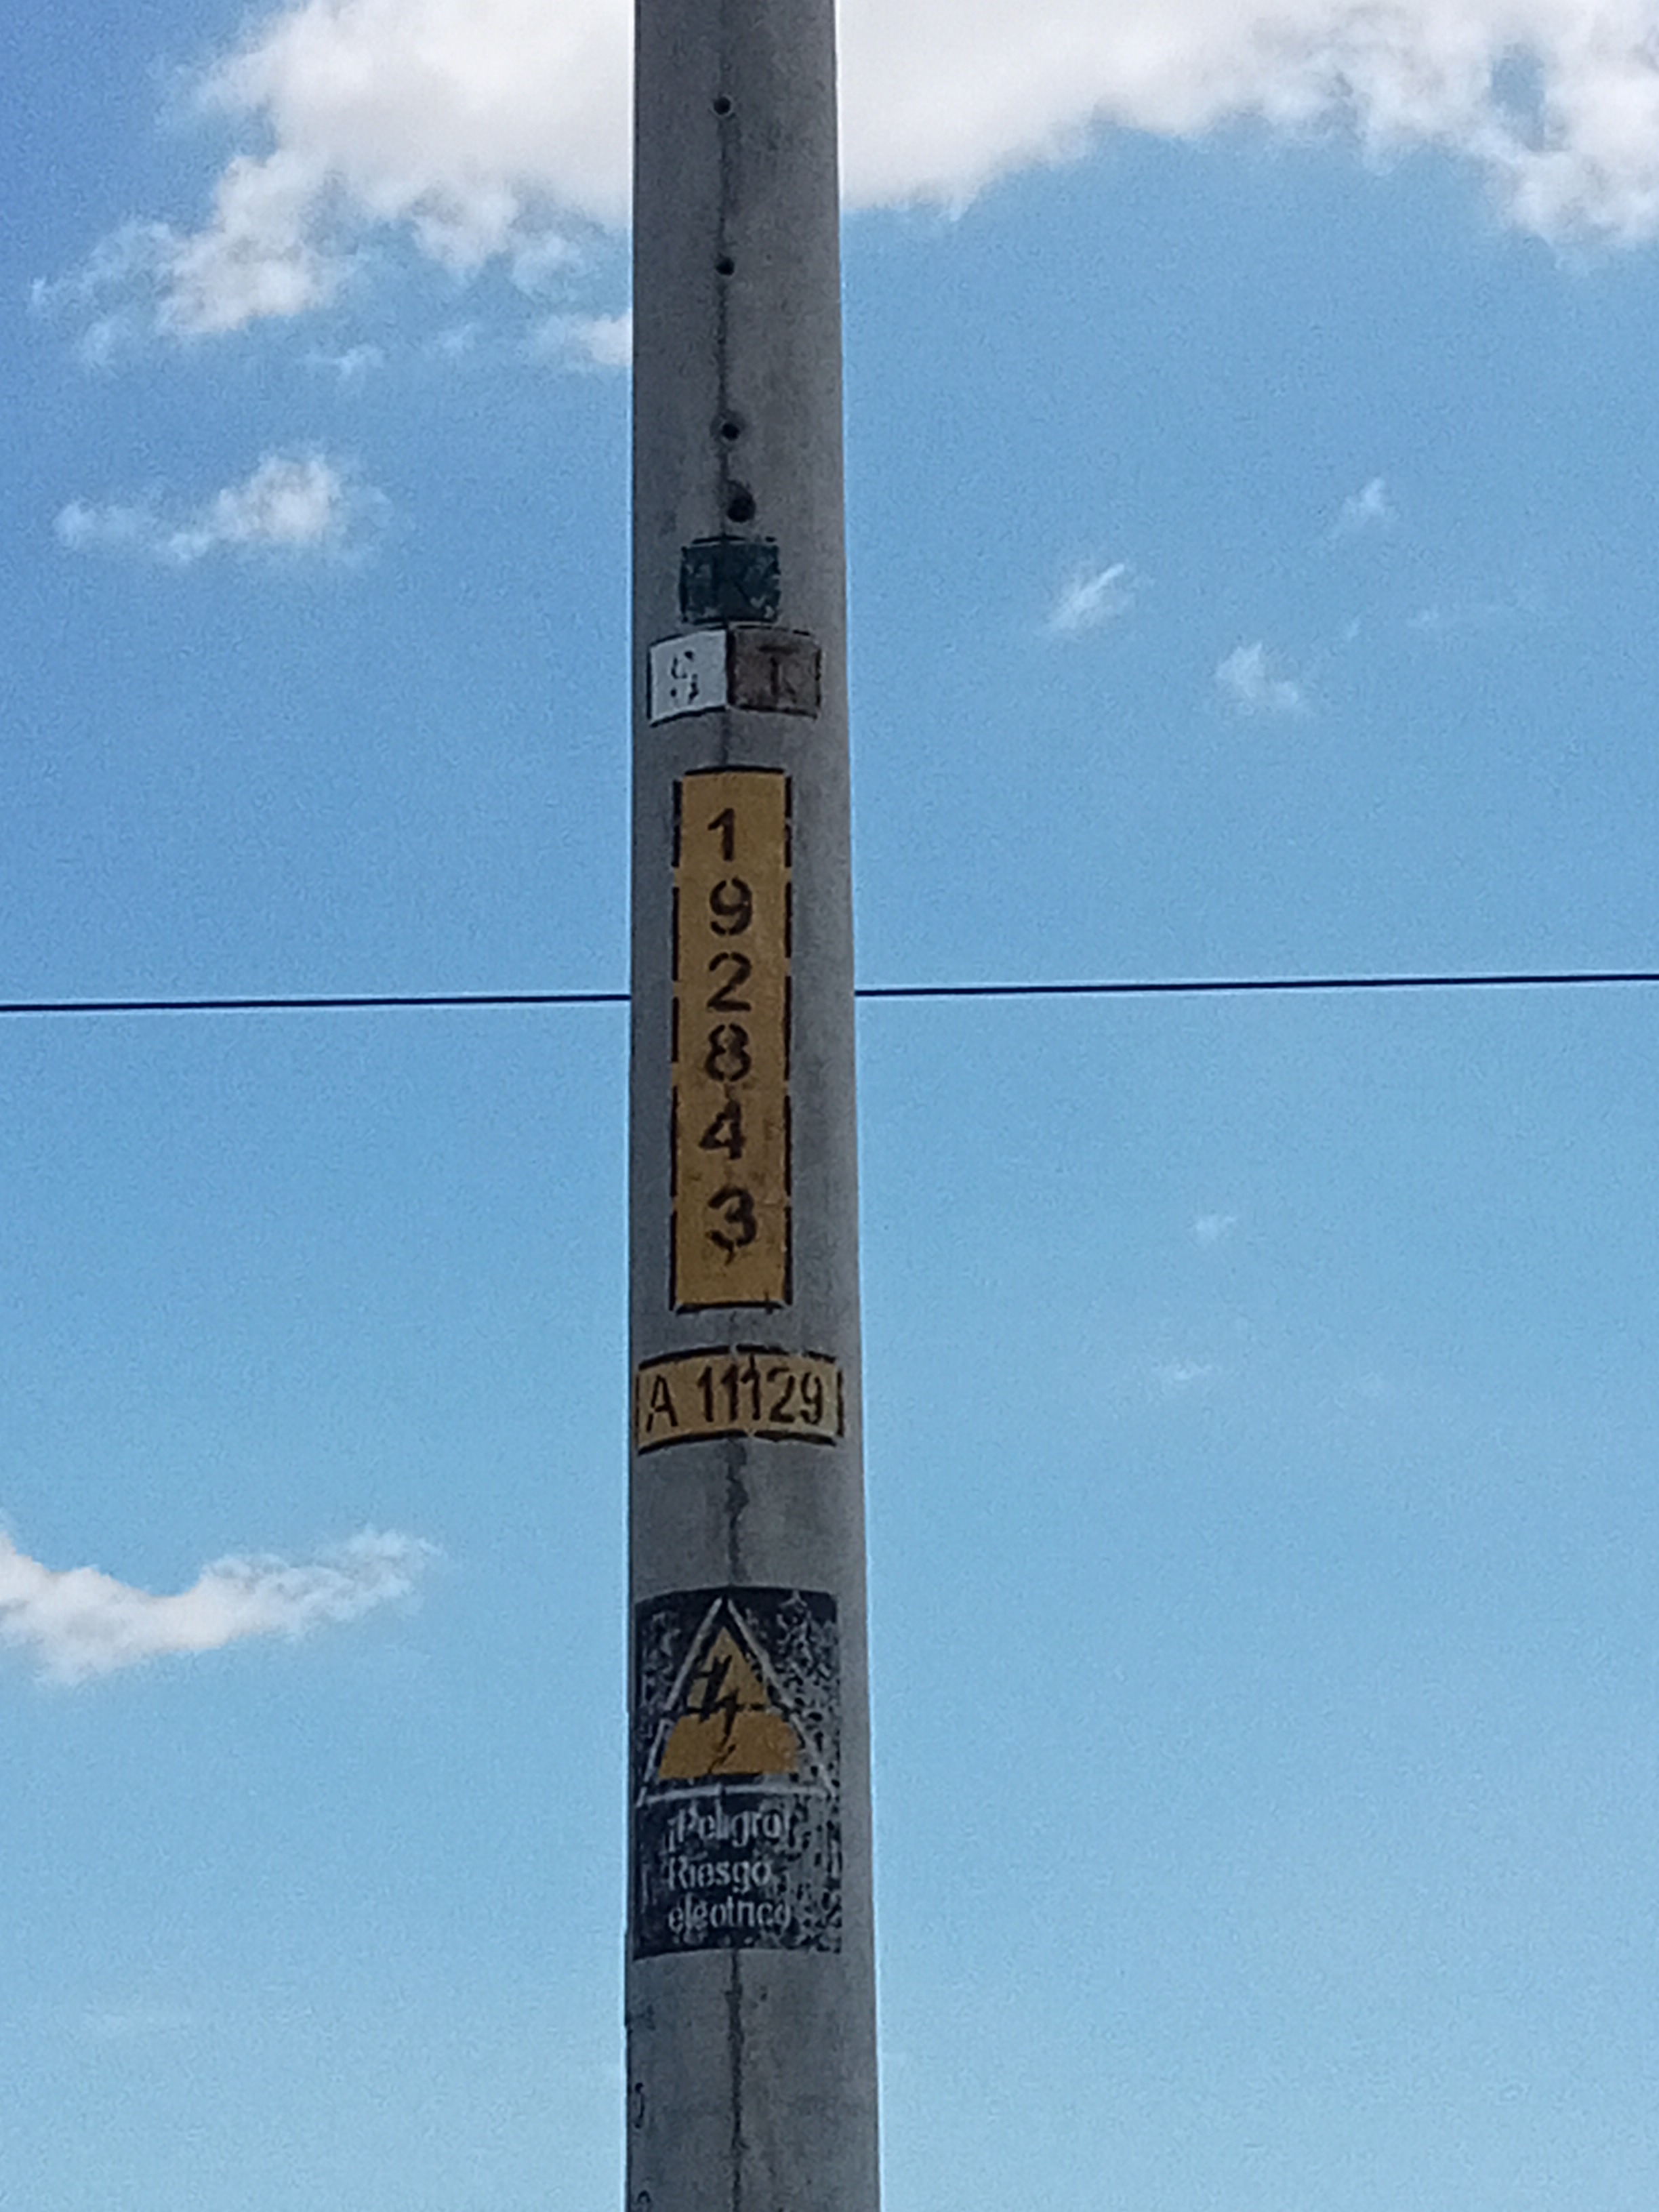 R
S T
1
9
2
8
4
3
A 11129
¡Peligro!
Riesgo
eléctrico